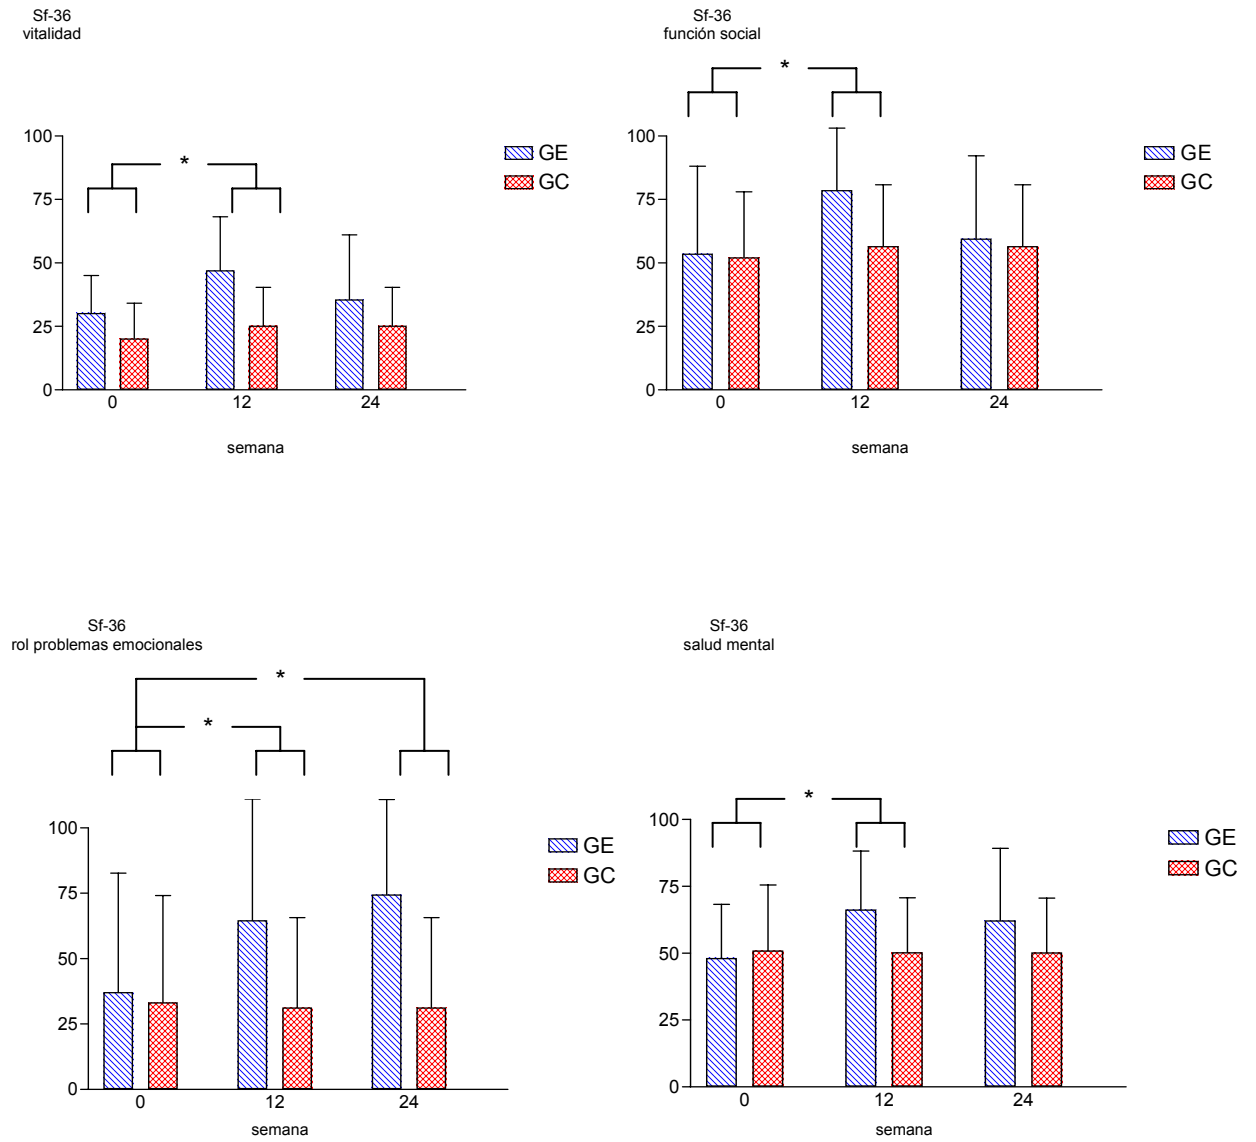 Sf-36
vitalidad
*
100
75
50
25
0
0 12 24
semana
GE
GC
Sf-36
función social
*
100
75
50
25
0
0 12 24
semana
GE
GC
Sf-36
rol problemas emocionales
*
*
100
75
50
25
0
0 12 24
semana
GE
GC
Sf-36
salud mental
*
100
75
50
25
0
0 12 24
semana
GE
GC